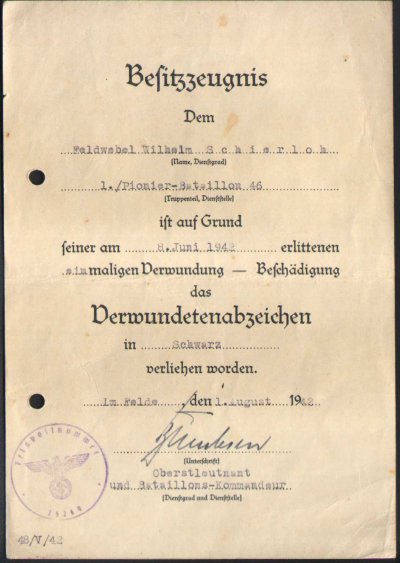 Besitzzeugnis
Dem
Feldwebel Wilhelm Schierloh
(Name, Dienstgrad)
1./Pionier-Bataillon 46
(Truppenteil, Dienststelle)
ist auf Grund
seiner am 8.Juni 1942 erlittenen
einmaligen Verwundung — Beschädigung
das
Verwundetenabzeichen
in Schwarz
verliehen worden.
Im Felde, den 1.August 1942
(Unterschrift)
Oberstleutnant
und Bataillons-Kommandeur
(Dienstgrad und Dienststelle)
Feldpostnummer
48/V/42